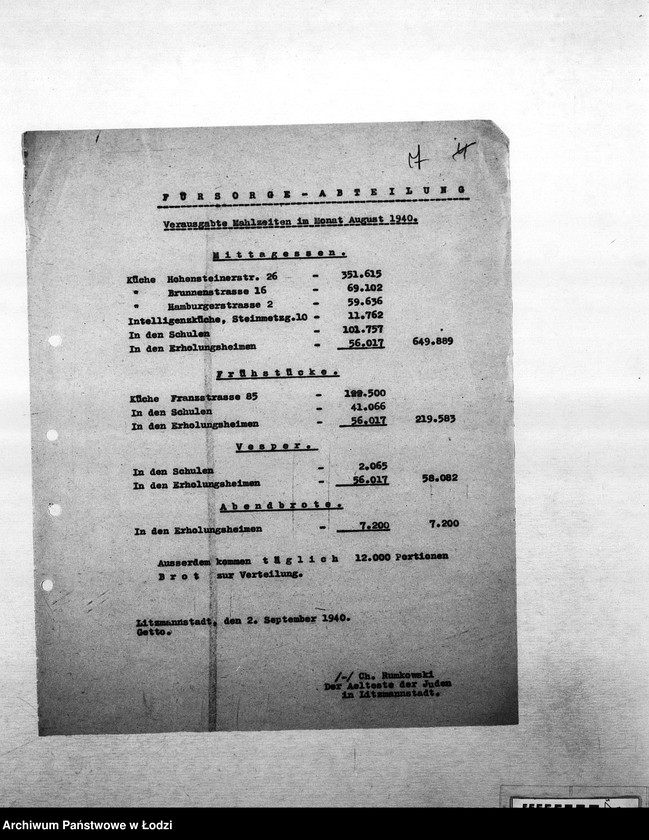 FÜRSORGE-ABTEILUNG
Verausgabte Mahlzeiten im Monat August 1940.
Mittagessen.
Küche Hohensteinerstr. 26 - 351.615
" Brunnenstrasse 16 - 69.102
" Hamburgerstrasse 2 - 59.636
Intelligenzküche, Steinmetzg.10 - 11.762
In den Schulen - 101.757
In den Erholungsheimen - 56.017 649.889
Frühstücke.
Küche Franzstrasse 85 - 122.500
In den Schulen - 41.066
In den Erholungsheimen - 56.017 219.583
Vesper.
In den Schulen - 2.065
In den Erholungsheimen - 56.017 58.082
Abendbrote.
In den Erholungsheimen - 7.200 7.200
Ausserdem kommen täglich 12.000 Portionen
Brot zur Verteilung.
Litzmannstadt, den 2. September 1940.
Getto.
/-/ Ch. Rumkowski
Der Aelteste der Juden
in Litzmannstadt.
Archiwum Państwowe w Łodzi